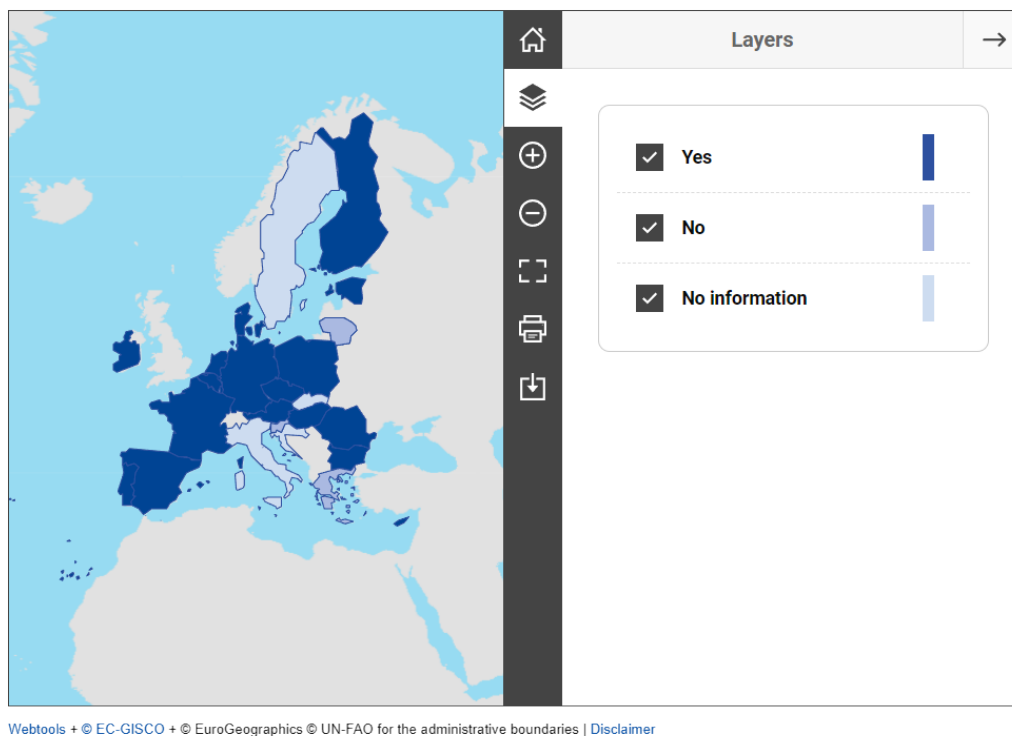 Layers
Yes
No
No information
Webtools + © EC-GISCO + © EuroGeographics © UN-FAO for the administrative boundaries | Disclaimer